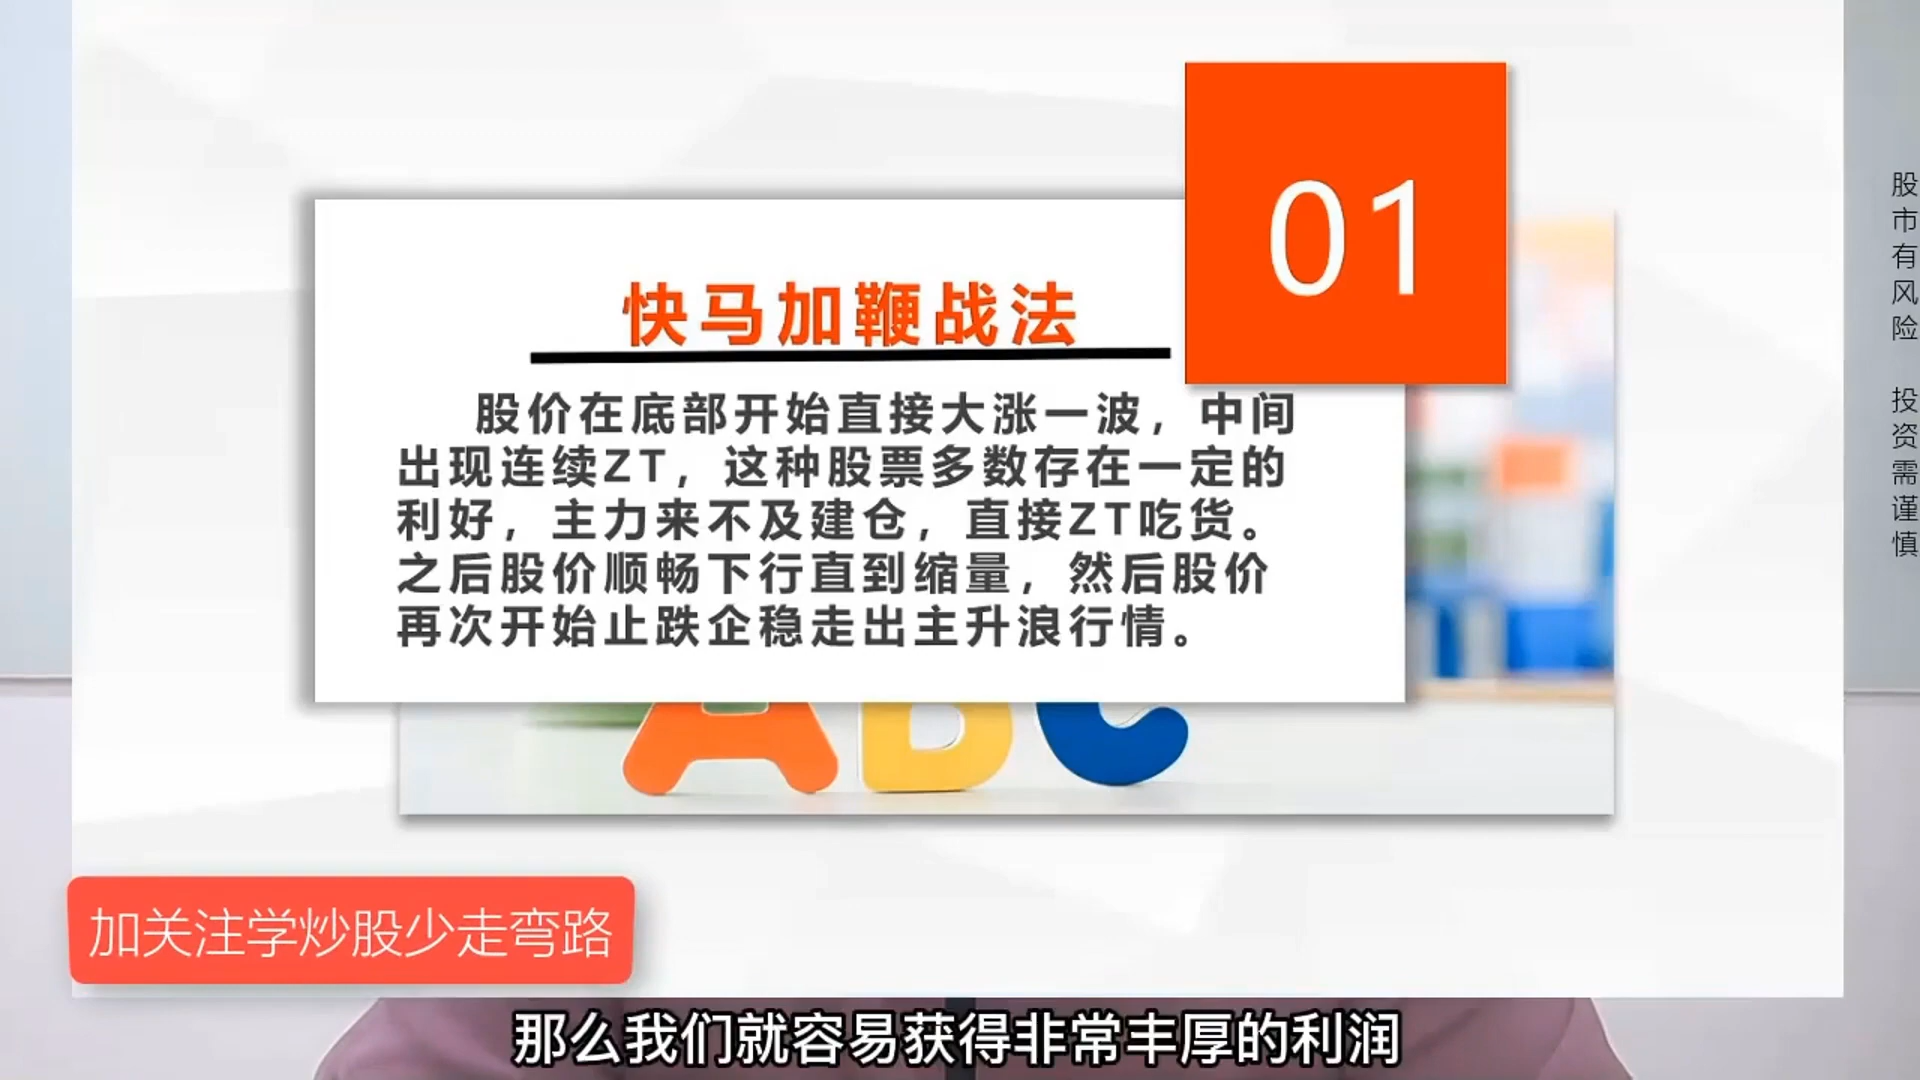 01
快马加鞭战法
股价在底部开始直接大涨一波，中间
出现连续ZT，这种股票多数存在一定的
利好，主力来不及建仓，直接ZT吃货。
之后股价顺畅下行直到缩量，然后股价
再次开始止跌企稳走出主升浪行情。
ABC
股市有风险 投资需谨慎
加关注学炒股少走弯路
那么我们就容易获得非常丰厚的利润